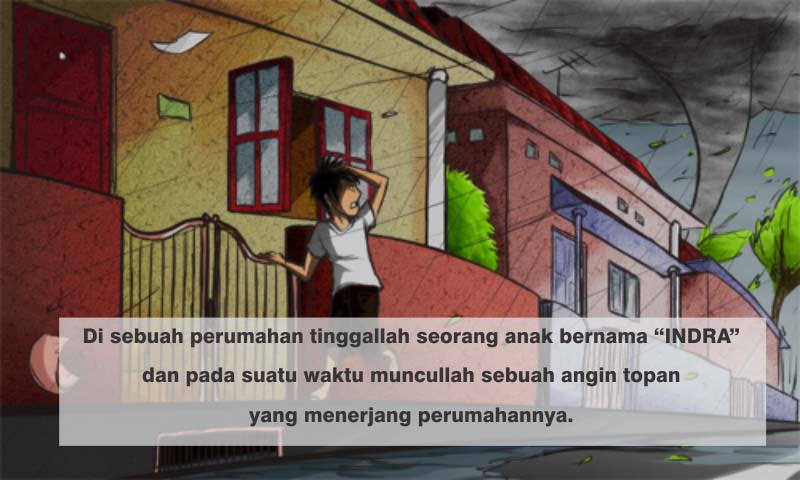 Di sebuah perumahan tinggallah seorang anak bernama “INDRA”
dan pada suatu waktu muncullah sebuah angin topan
yang menerjang perumahannya.